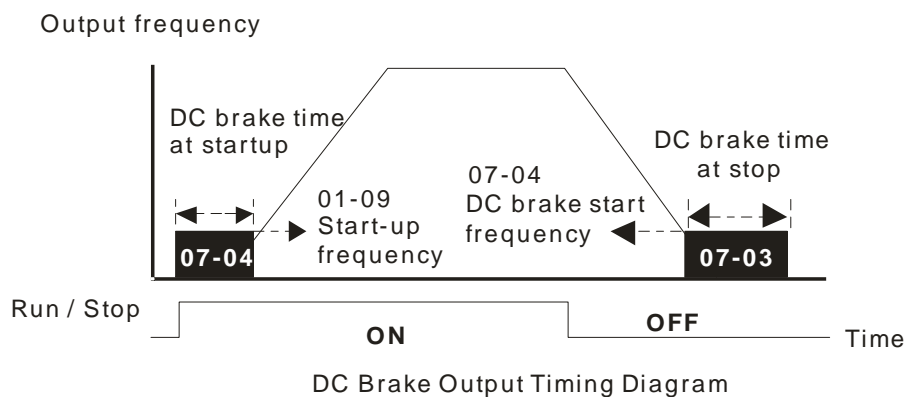 Output frequency
DC brake time
at startup
DC brake time
at stop
01-09
Start-up
frequency
07-04
DC brake start
frequency
07-04
07-03
Run / Stop
ON
OFF
Time
DC Brake Output Timing Diagram